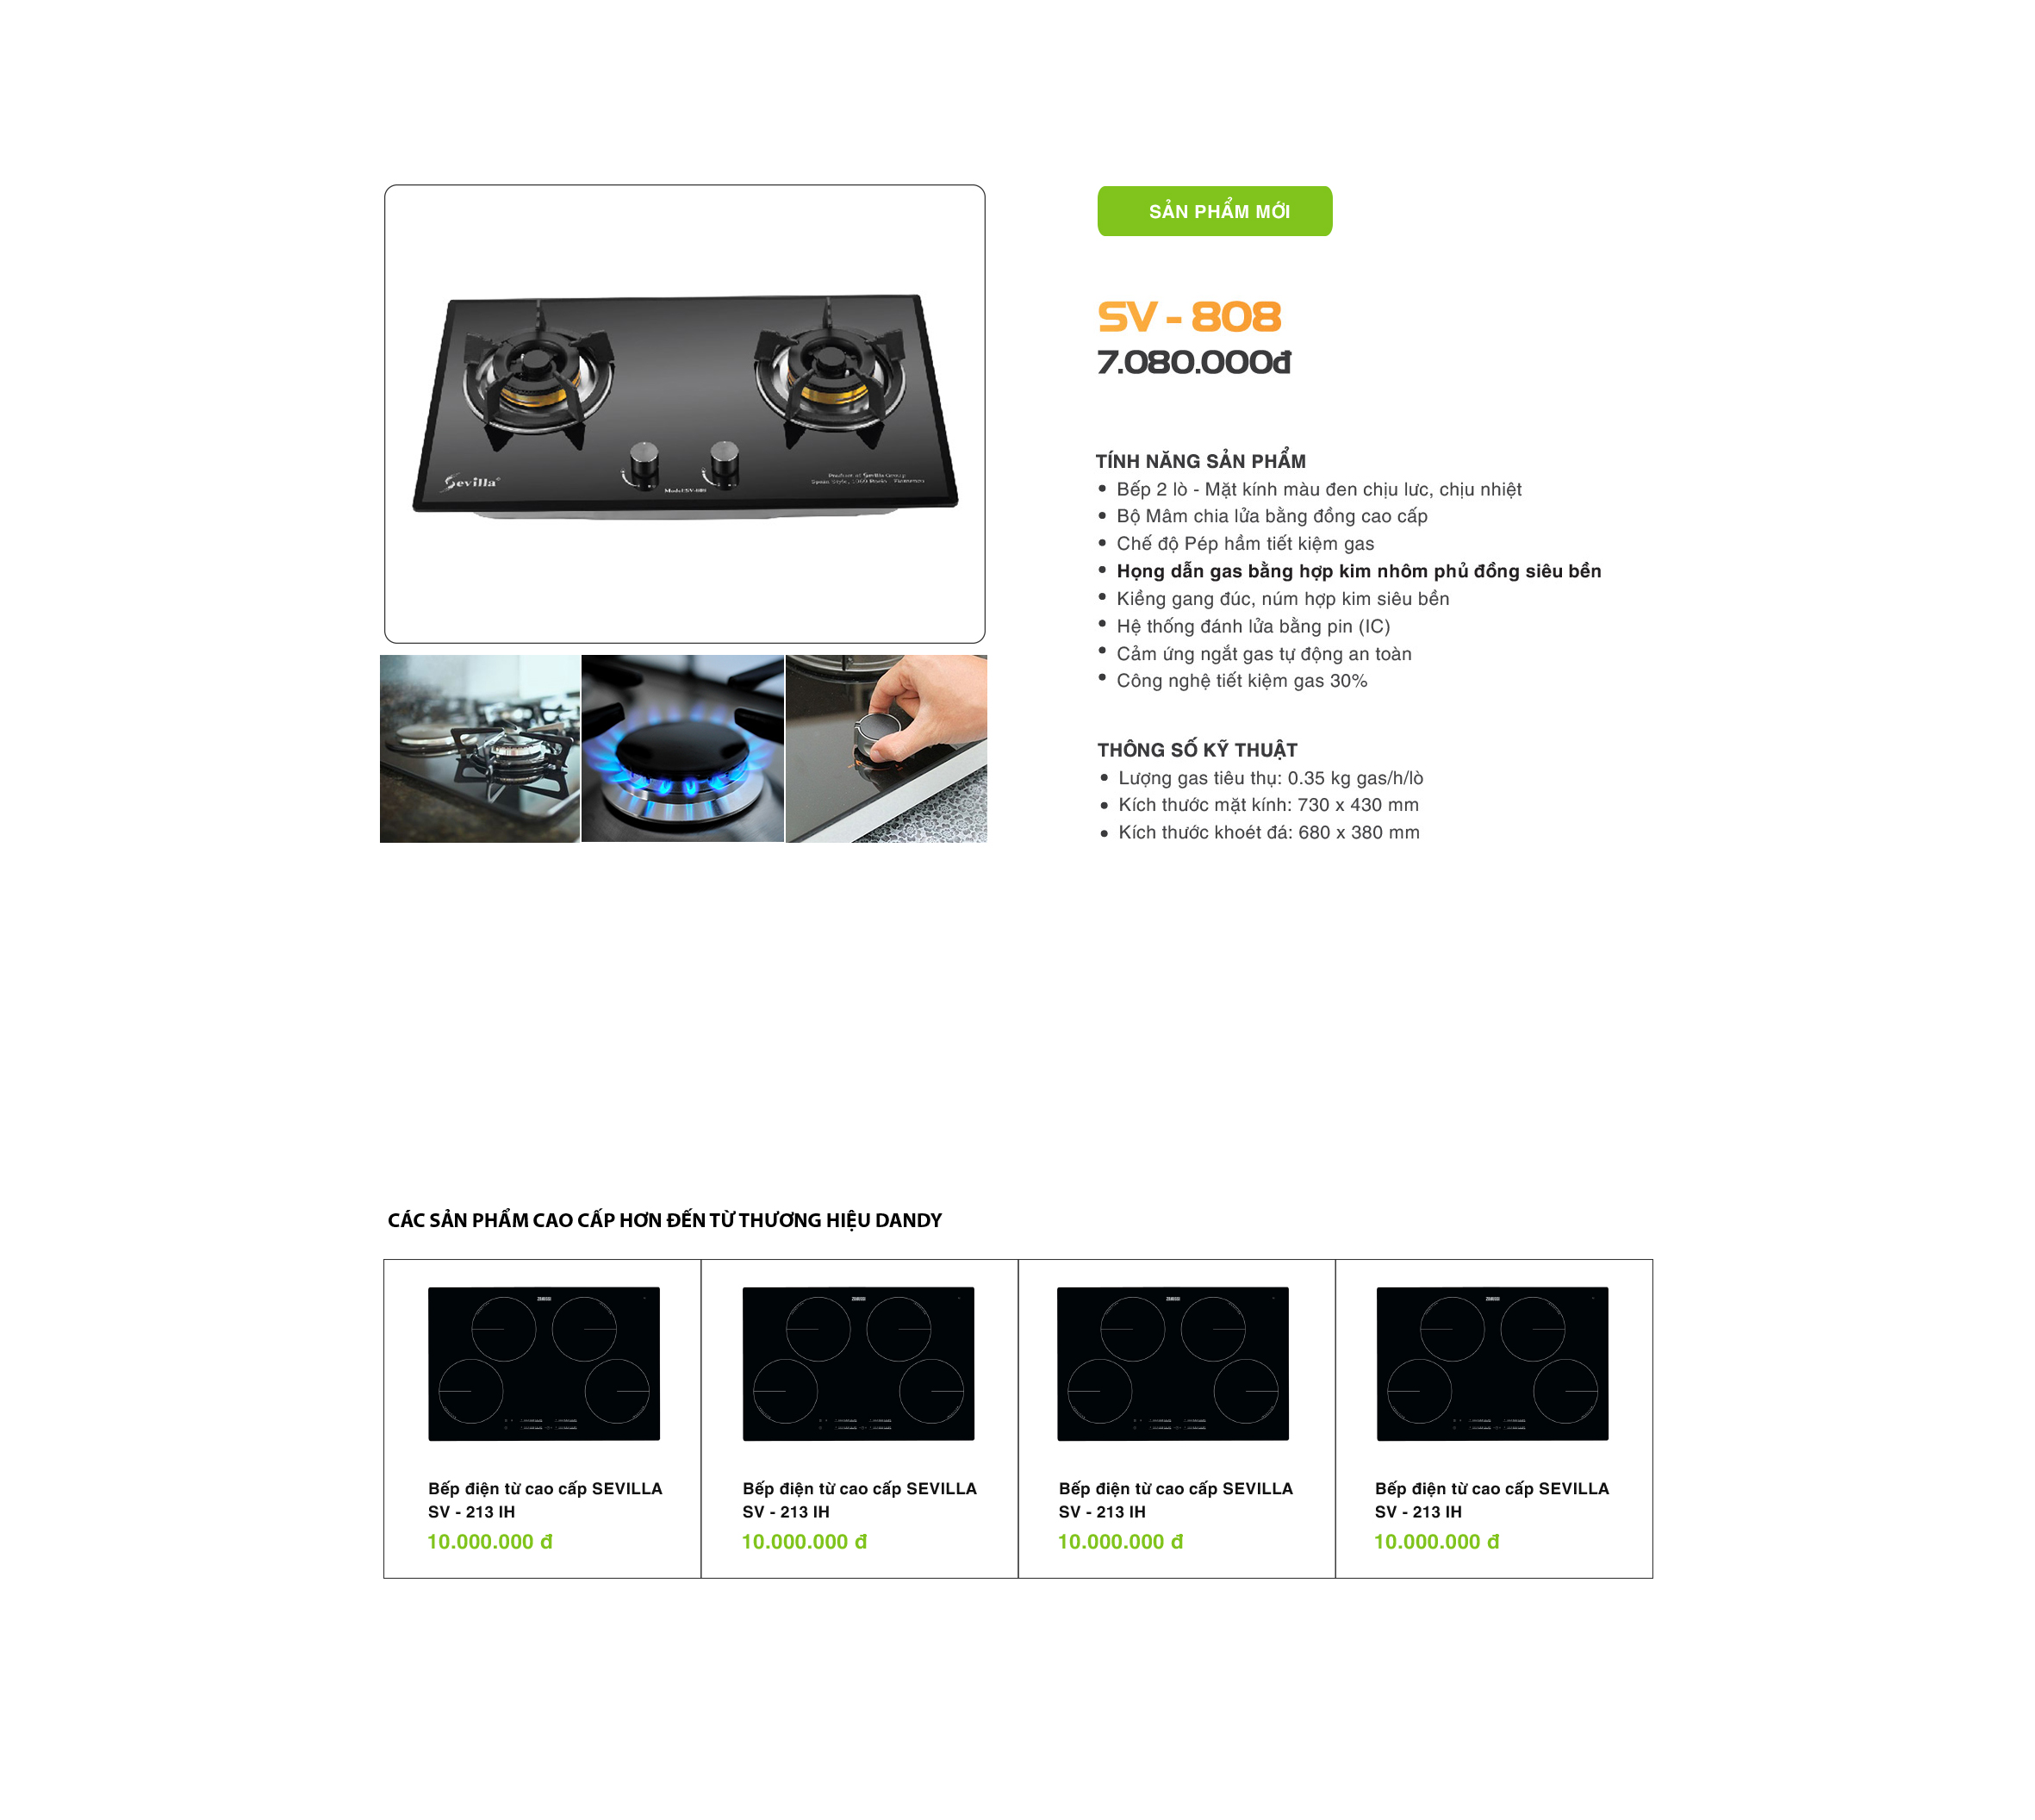 SẢN PHẨM MỚI
SV - 808
7.080.000đ
TÍNH NĂNG SẢN PHẨM
Bếp 2 lò - Mặt kính màu đen chịu lưc, chịu nhiệt
Bộ Mâm chia lửa bằng đồng cao cấp
Chế độ Pép hầm tiết kiệm gas
Họng dẫn gas bằng hợp kim nhôm phủ đồng siêu bền
Kiềng gang đúc, núm hợp kim siêu bền
Hệ thống đánh lửa bằng pin (IC)
Cảm ứng ngắt gas tự động an toàn
Công nghệ tiết kiệm gas 30%
Sevilla®
Model:SV-808
Product of Sevilla Group
THÔNG SỐ KỸ THUẬT
Lượng gas tiêu thụ: 0.35 kg gas/h/lò
Kích thước mặt kính: 730 x 430 mm
Kích thước khoét đá: 680 x 380 mm
CÁC SẢN PHẨM CAO CẤP HƠN ĐẾN TỪ THƯƠNG HIỆU DANDY
Bếp điện từ cao cấp SEVILLA
SV - 213 IH
10.000.000 đ
Bếp điện từ cao cấp SEVILLA
SV - 213 IH
10.000.000 đ
Bếp điện từ cao cấp SEVILLA
SV - 213 IH
10.000.000 đ
Bếp điện từ cao cấp SEVILLA
SV - 213 IH
10.000.000 đ